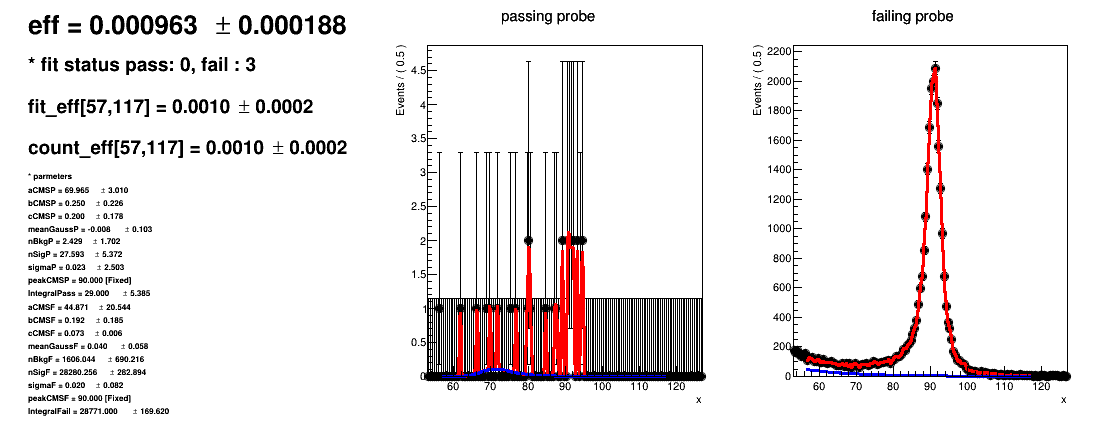 eff = 0.000963 ± 0.000188
* fit status pass: 0, fail : 3
fit_eff[57,117] = 0.0010 ± 0.0002
count_eff[57,117] = 0.0010 ± 0.0002
* parmeters
aCMSP = 69.965 ± 3.010
bCMSP = 0.250 ± 0.226
cCMSP = 0.200 ± 0.178
meanGaussP = -0.008 ± 0.103
nBkgP = 2.429 ± 1.702
nSigP = 27.593 ± 5.372
sigmaP = 0.023 ± 2.503
peakCMSP = 90.000 [Fixed]
IntegralPass = 29.000 ± 5.385
aCMSF = 44.871 ± 20.544
bCMSF = 0.192 ± 0.185
cCMSF = 0.073 ± 0.006
meanGaussF = 0.040 ± 0.058
nBkgF = 1606.044 ± 690.216
nSigF = 28280.256 ± 282.894
sigmaF = 0.020 ± 0.082
peakCMSF = 90.000 [Fixed]
IntegralFail = 28771.000 ± 169.620
passing probe
Events / ( 0.5 )
4.5
4
3.5
3
2.5
2
1.5
1
0.5
0
60 70 80 90 100 110 120
x
failing probe
Events / ( 0.5 )
2200
2000
1800
1600
1400
1200
1000
800
600
400
200
0
60 70 80 90 100 110 120
x